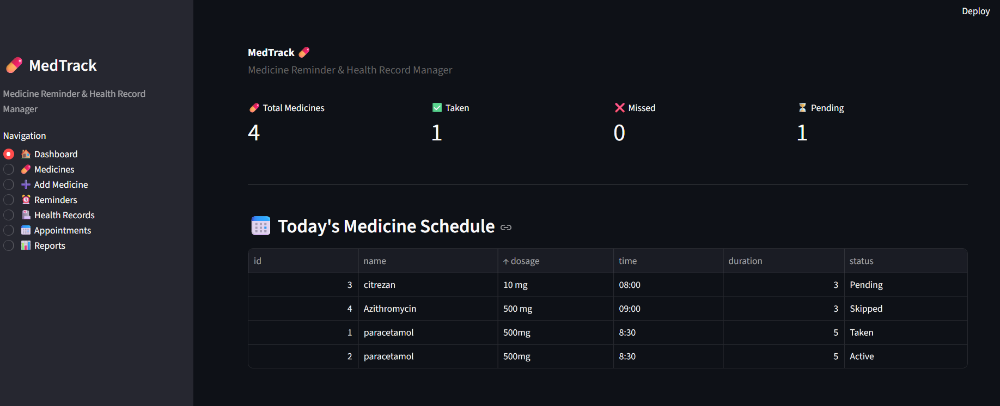 Deploy
MedTrack
Medicine Reminder & Health Record
Manager
Navigation
Dashboard
Medicines
Add Medicine
Reminders
Health Records
Appointments
Reports
MedTrack
Medicine Reminder & Health Record Manager
Total Medicines
4
Taken
1
Missed
0
Pending
1
Today's Medicine Schedule
id name ↑ dosage time duration status
3 citrezan 10 mg 08:00 3 Pending
4 Azithromycin 500 mg 09:00 3 Skipped
1 paracetamol 500mg 8:30 5 Taken
2 paracetamol 500mg 8:30 5 Active